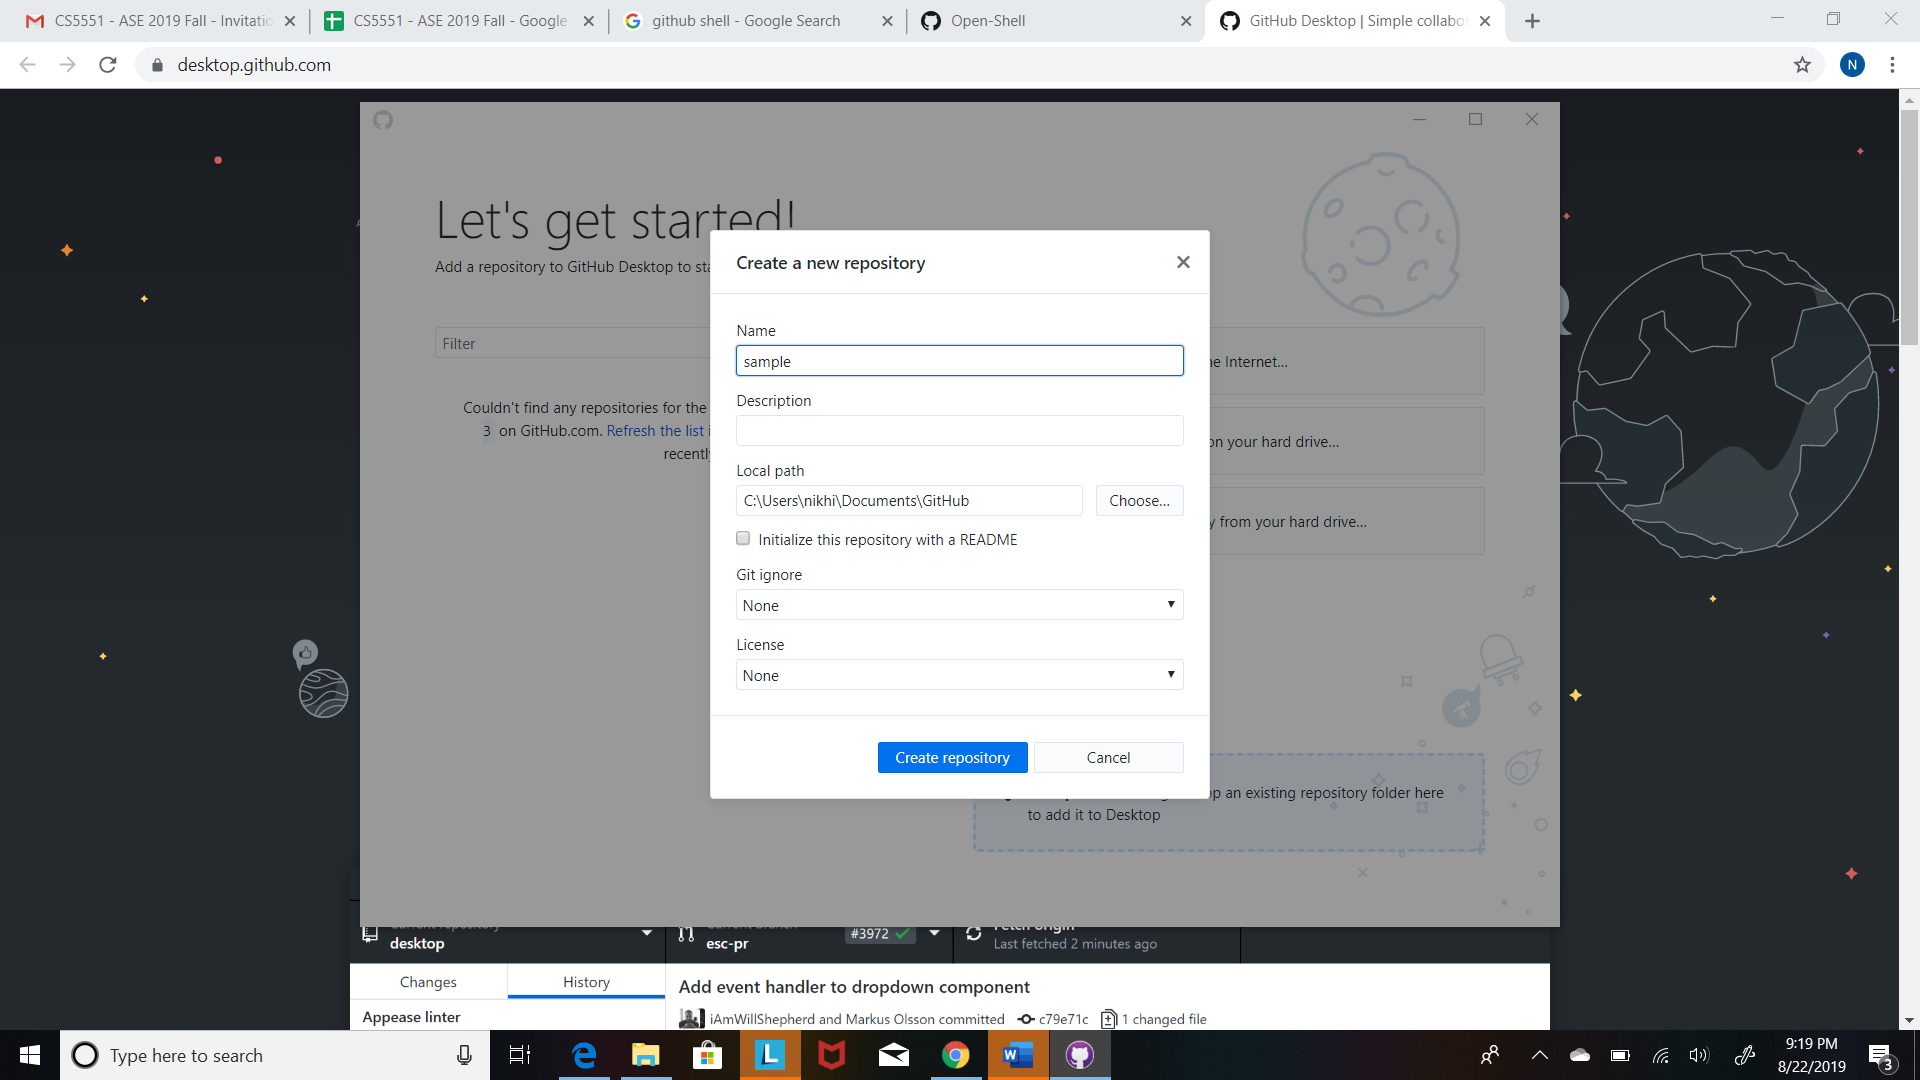 CS5551 - ASE 2019 Fall - Invitatio
CS5551 - ASE 2019 Fall - Google
github shell - Google Search
Open-Shell
GitHub Desktop | Simple collabor
desktop.github.com
N
Let's get started!
Add a repository to GitHub Desktop to sta
Filter
Couldn't find any repositories for the
3 on GitHub.com. Refresh the list i
recently
Create a new repository
Name
sample
Description
Local path
C:\Users\nikhi\Documents\GitHub
Choose...
Initialize this repository with a README
Git ignore
None
License
None
Create repository
Cancel
e Internet...
on your hard drive...
y from your hard drive...
op an existing repository folder here
to add it to Desktop
desktop
esc-pr
#3972
Fetch origin
Last fetched 2 minutes ago
Changes
History
Appease linter
Add event handler to dropdown component
iAmWillShepherd and Markus Olsson committed
c79e71c
1 changed file
Type here to search
9:19 PM
8/22/2019
3